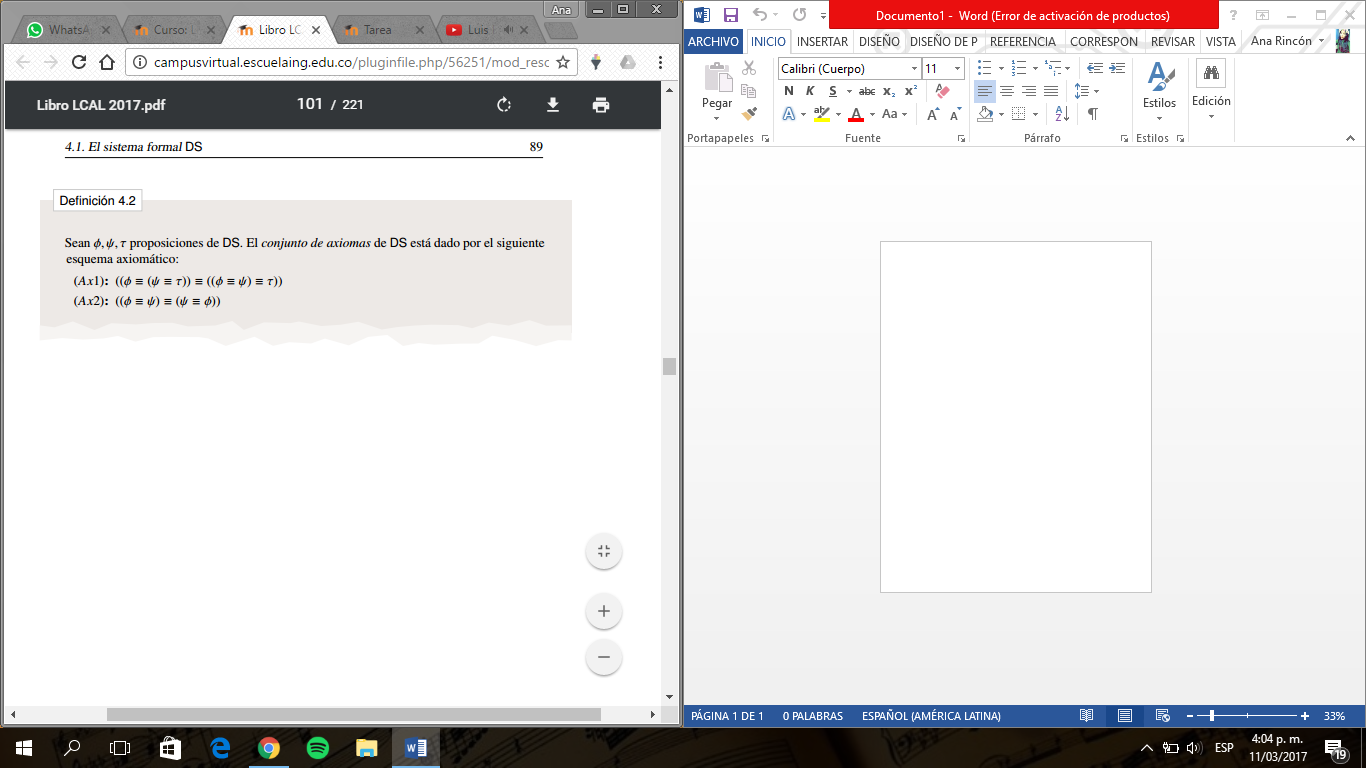 Ana
WhatsA
Curso: L
Libro LC
Tarea
Luis
campusvirtual.escuelaing.edu.co/pluginfile.php/56251/mod_resc
Libro LCAL 2017.pdf
101 / 221
4.1. El sistema formal DS
89
Definición 4.2
Sean ϕ, ψ, τ proposiciones de DS. El conjunto de axiomas de DS está dado por el siguiente
esquema axiomático:
(Ax1): ((ϕ ≡ (ψ ≡ τ)) ≡ ((ϕ ≡ ψ) ≡ τ))
(Ax2): ((ϕ ≡ ψ) ≡ (ψ ≡ ϕ))
Documento1 - Word (Error de activación de productos)
ARCHIVO INICIO INSERTAR DISEÑO DISEÑO DE P REFERENCIA CORRESPON REVISAR VISTA Ana Rincón
Pegar
Calibri (Cuerpo) 11
N K S abc x₂ x²
A ab A Aa A A
Estilos
Edición
Portapapeles Fuente Párrafo Estilos
PÁGINA 1 DE 1 0 PALABRAS ESPAÑOL (AMÉRICA LATINA) 33%
ESP
4:04 p. m.
11/03/2017
19